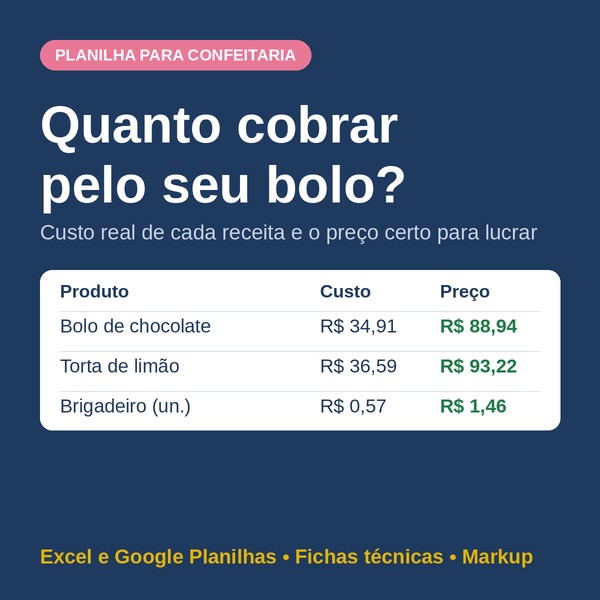 PLANILHA PARA CONFEITARIA
Quanto cobrar
pelo seu bolo?
Custo real de cada receita e o preço certo para lucrar
Produto Custo Preço
Bolo de chocolate R$ 34,91 R$ 88,94
Torta de limão R$ 36,59 R$ 93,22
Brigadeiro (un.) R$ 0,57 R$ 1,46
Excel e Google Planilhas • Fichas técnicas • Markup